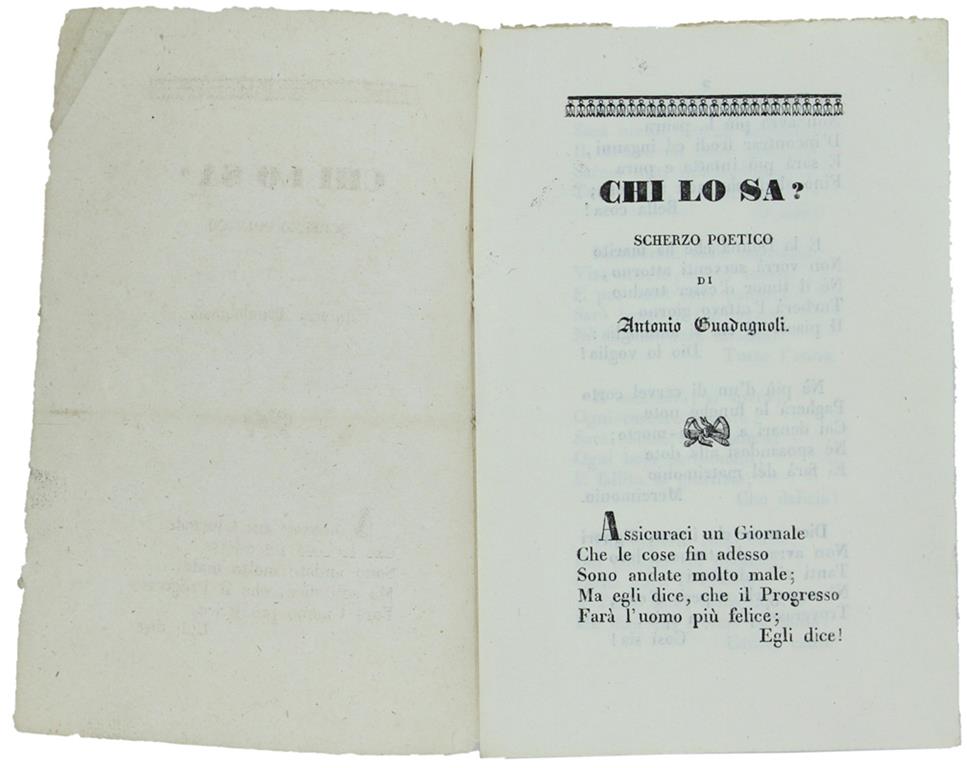 CHI LO SA?
SCHERZO POETICO
DI
Antonio Guadagnoli.
Assicuraci un Giornale
Che le cose fin adesso
Sono andate molto male;
Ma egli dice, che il Progresso
Farà l'uomo più felice;
Egli dice!